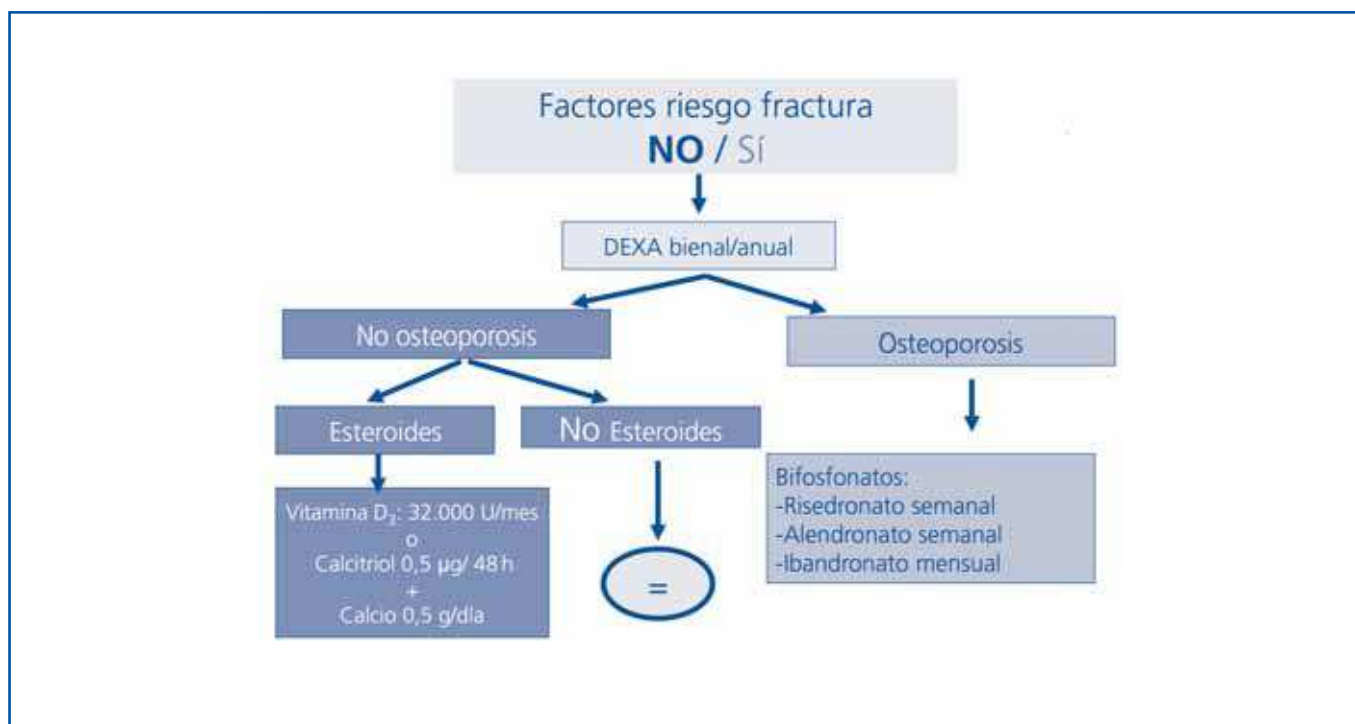 Factores riesgo fractura
NO / Sí
DEXA bienal/anual
No osteoporosis
Osteoporosis
Esteroides
No Esteroides
Vitamina D₃: 32.000 U/mes
o
Calcitriol 0,5 µg/ 48 h
+
Calcio 0,5 g/día
=
Bifosfonatos:
-Risedronato semanal
-Alendronato semanal
-Ibandronato mensual